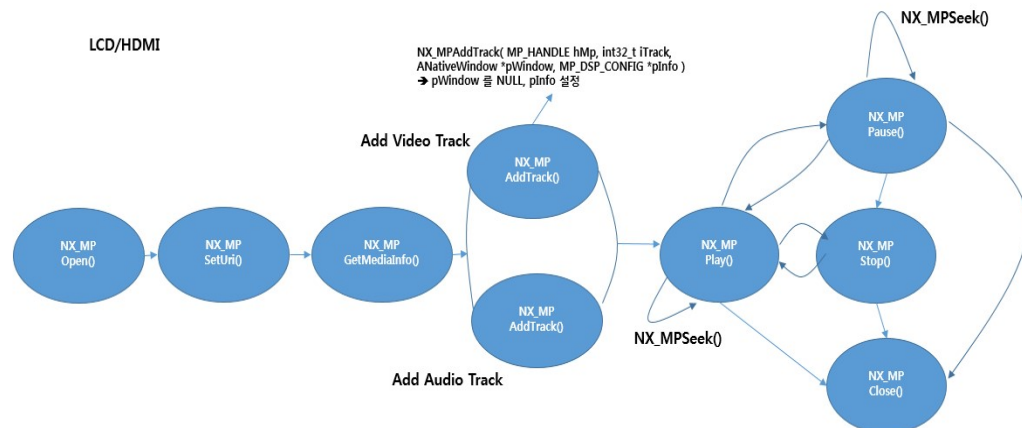 LCD/HDMI
NX_MPAddTrack( MP_HANDLE hMp, int32_t iTrack,
ANativeWindow *pWindow, MP_DSP_CONFIG *pInfo )
➔ pWindow 를 NULL, pInfo 설정
NX_MPSeek()
Add Video Track
NX_MP
AddTrack()
NX_MP
Pause()
NX_MP
Open()
NX_MP
SetUri()
NX_MP
GetMediaInfo()
NX_MP
Play()
NX_MP
Stop()
NX_MP
AddTrack()
NX_MPSeek()
Add Audio Track
NX_MP
Close()